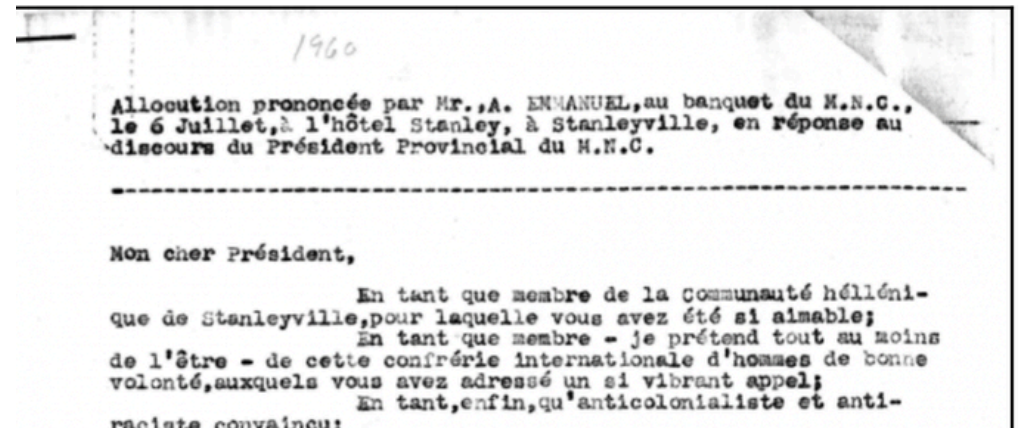 1960
Allocution prononcée par Mr.,A. EMMANUEL,au banquet du M.N.C.,
le 6 Juillet,à l'hôtel Stanley, à Stanleyville, en réponse au
discours du Président Provincial du M.N.C.
Mon cher Président,
En tant que membre de la Communauté hélléni-
que de Stanleyville,pour laquelle vous avez été si aimable;
En tant que membre - je prétend tout au moins
de l'être - de cette confrérie internationale d'hommes de bonne
volonté,auxquels vous avez adressé un si vibrant appel;
En tant,enfin,qu'anticolonialiste et anti-
raciste convaincu;